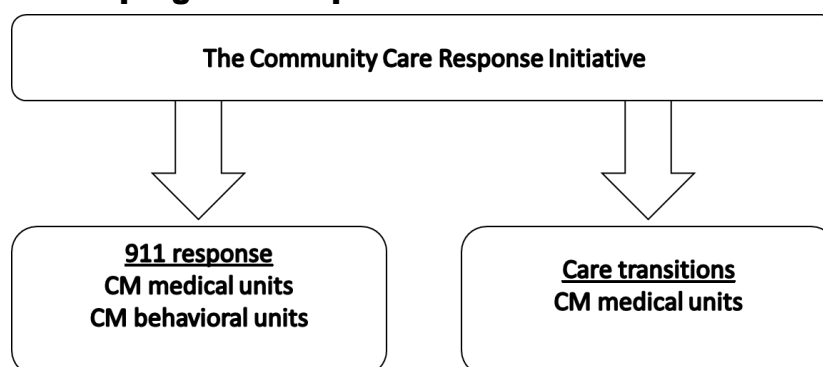 The Community Care Response Initiative
911 response
CM medical units
CM behavioral units
Care transitions
CM medical units